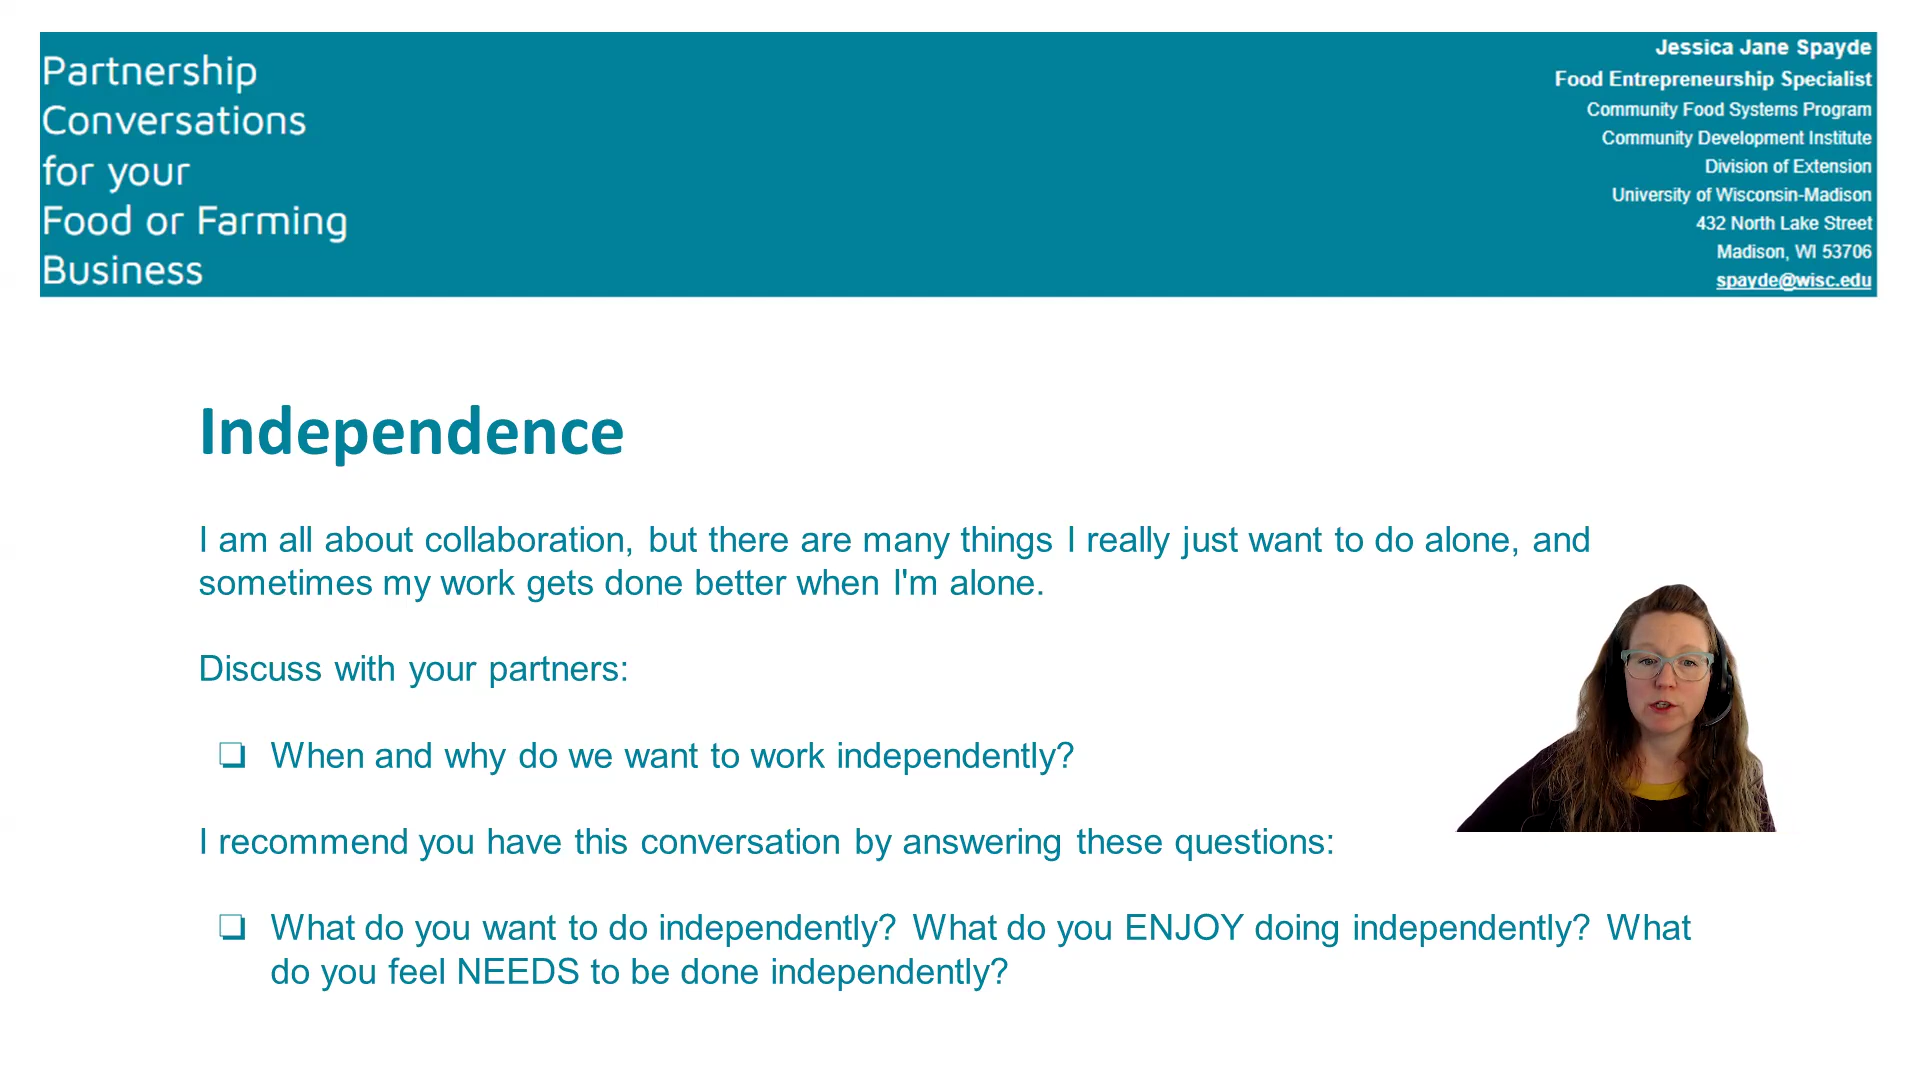 Partnership
Conversations
for your
Food or Farming
Business
Jessica Jane Spayde
Food Entrepreneurship Specialist
Community Food Systems Program
Community Development Institute
Division of Extension
University of Wisconsin-Madison
432 North Lake Street
Madison, WI 53706
spayde@wisc.edu
Independence
I am all about collaboration, but there are many things I really just want to do alone, and
sometimes my work gets done better when I'm alone.
Discuss with your partners:
❏ When and why do we want to work independently?
I recommend you have this conversation by answering these questions:
❏ What do you want to do independently? What do you ENJOY doing independently? What
do you feel NEEDS to be done independently?